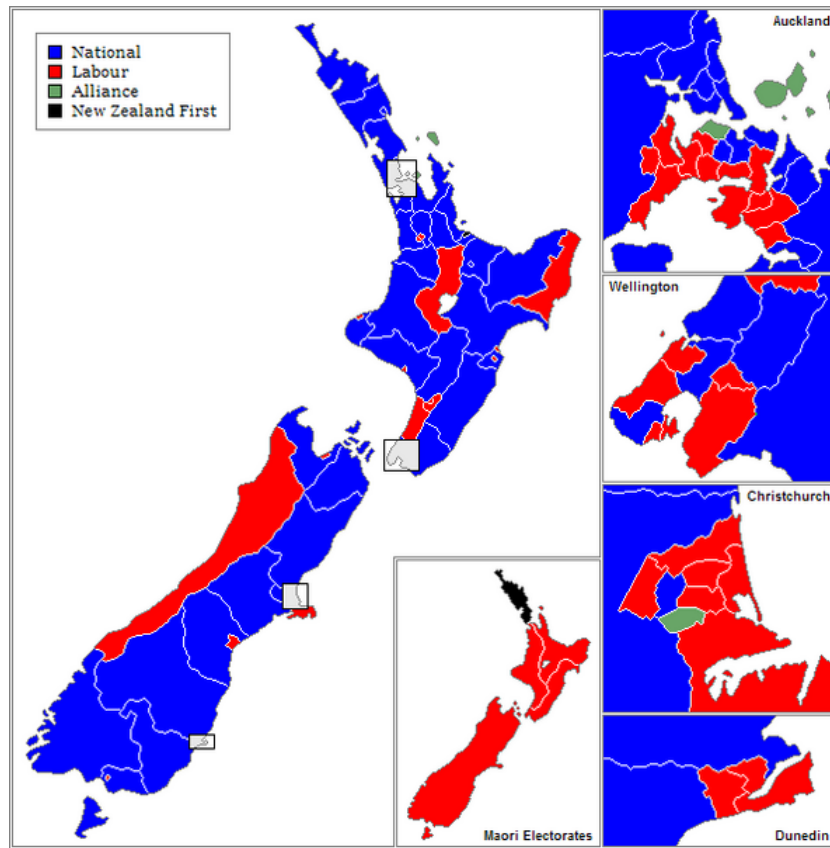 National
Labour
Alliance
New Zealand First
Auckland
Wellington
Christchurch
Maori Electorates
Dunedin